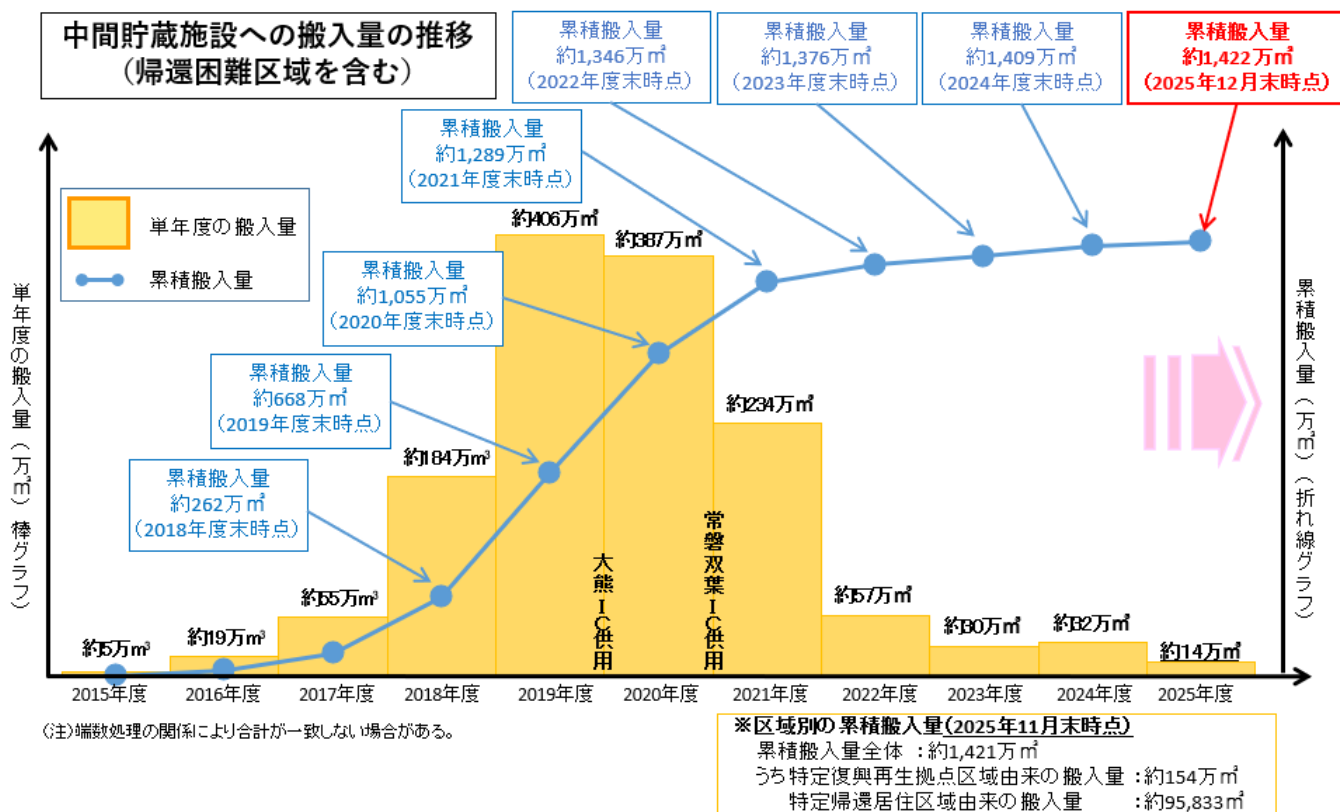 中間貯蔵施設への搬入量の推移
（帰還困難区域を含む）
累積搬入量
約1,346万㎥
（2022年度末時点）
累積搬入量
約1,376万㎥
（2023年度末時点）
累積搬入量
約1,409万㎥
（2024年度末時点）
累積搬入量
約1,422万㎥
（2025年12月末時点）
累積搬入量
約1,289万㎥
（2021年度末時点）
単年度の搬入量
累積搬入量
累積搬入量
約1,055万㎥
（2020年度末時点）
累積搬入量
約668万㎥
（2019年度末時点）
累積搬入量
約262万㎥
（2018年度末時点）
単年度の搬入量（万㎥）棒グラフ）
累積搬入量（万㎥）（折れ線グラフ）
約5万m³
約19万m³
約55万m³
約184万m³
約406万㎥
約387万㎥
約234万㎥
約57万㎥
約30万㎥
約32万㎥
約14万㎥
大熊IC供用
常磐双葉IC供用
2015年度
2016年度
2017年度
2018年度
2019年度
2020年度
2021年度
2022年度
2023年度
2024年度
2025年度
（注）端数処理の関係により合計が一致しない場合がある。
※区域別の累積搬入量（2025年11月末時点）
累積搬入量全体 ：約1,421万㎥
うち特定復興再生拠点区域由来の搬入量 ：約154万㎥
特定帰還居住区域由来の搬入量 ：約95,833㎥